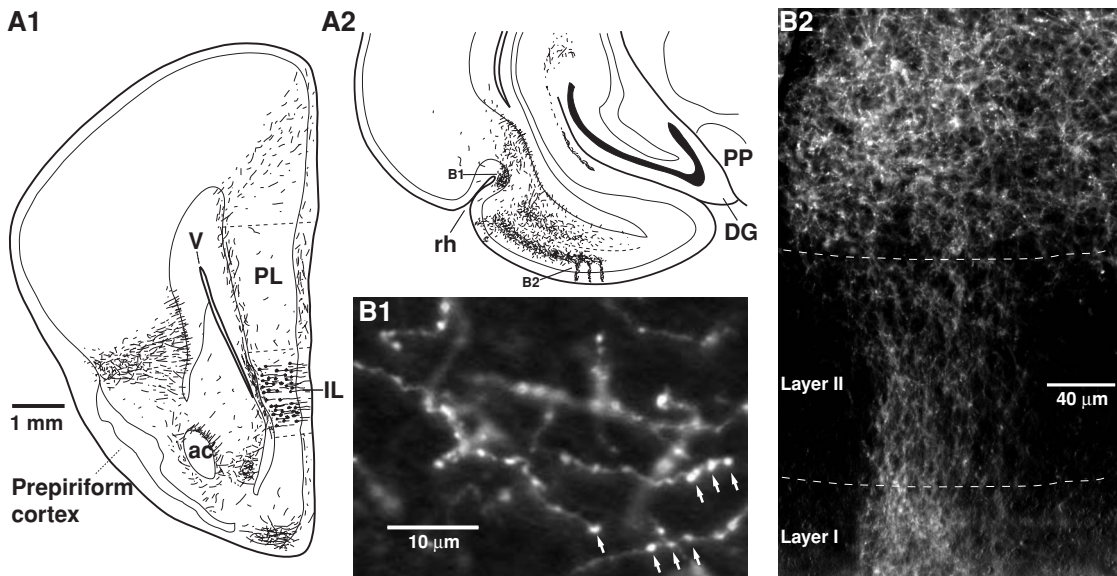 A1
V
PL
IL
1 mm
ac
Prepiriform
cortex
A2
B1
rh
B2
PP
DG
B1
10 μm
B2
Layer II
40 μm
Layer I